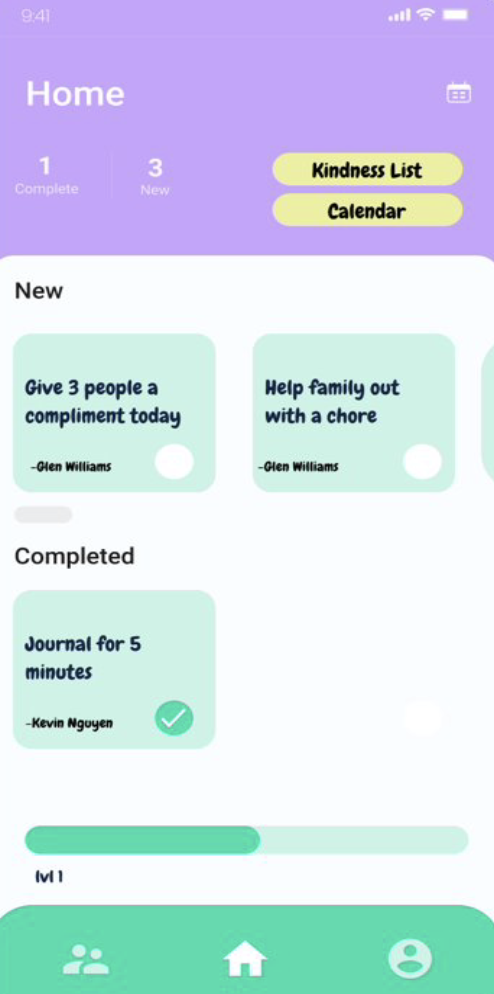 9:41
Home
1
Complete
3
New
Kindness List
Calendar
New
Give 3 people a
compliment today
-Glen Williams
Help family out
with a chore
-Glen Williams
Completed
Journal for 5
minutes
-Kevin Nguyen
lvl 1